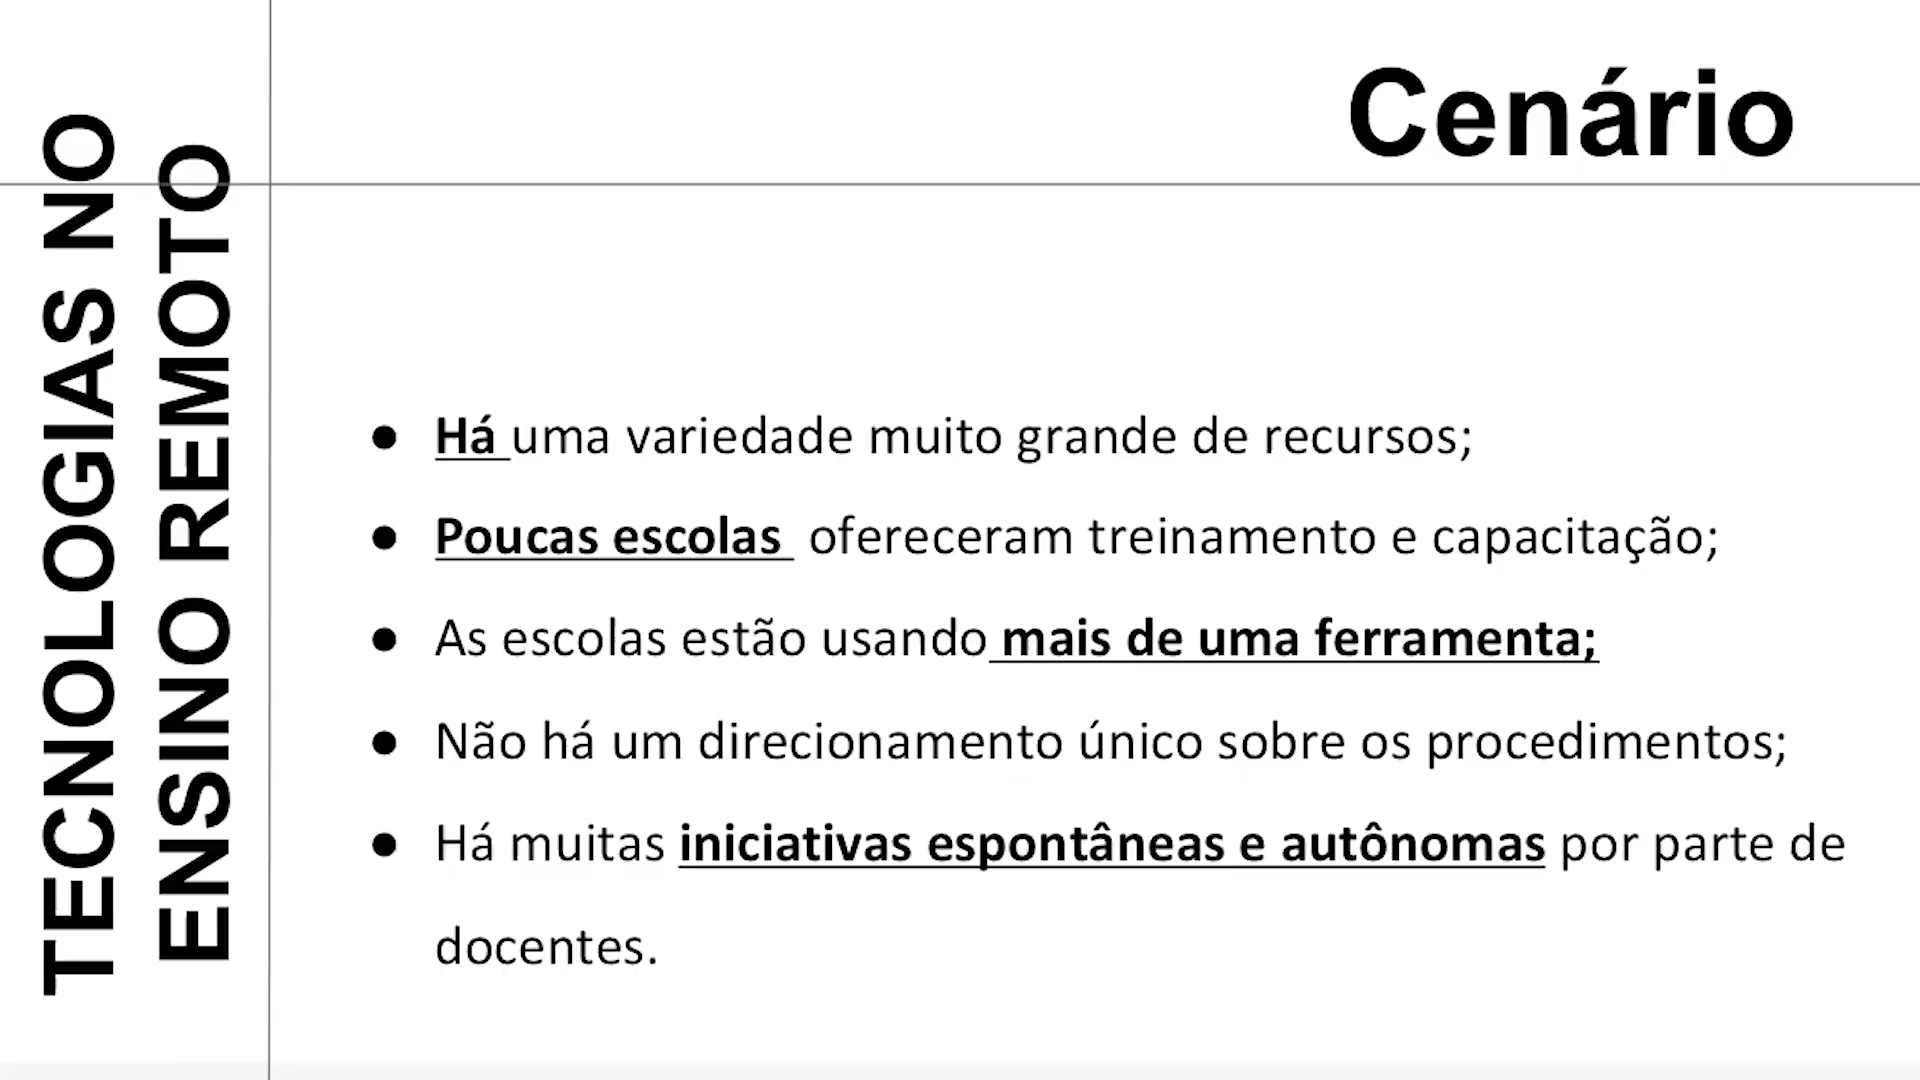 TECNOLOGIAS NO
ENSINO REMOTO
Cenário
● Há uma variedade muito grande de recursos;
● Poucas escolas ofereceram treinamento e capacitação;
● As escolas estão usando mais de uma ferramenta;
● Não há um direcionamento único sobre os procedimentos;
● Há muitas iniciativas espontâneas e autônomas por parte de
docentes.